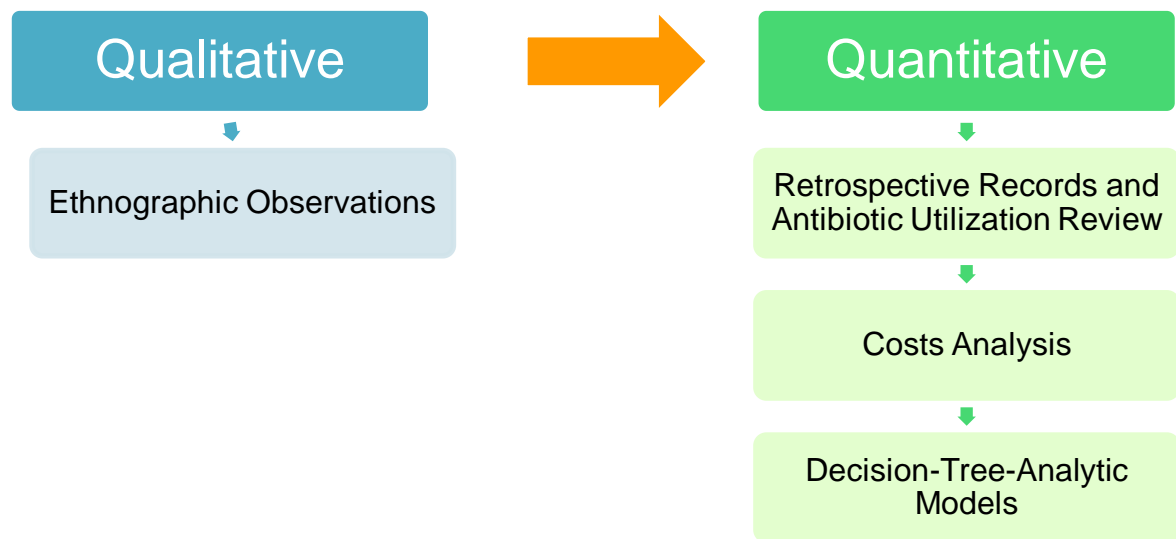 Qualitative
Quantitative
Ethnographic Observations
Retrospective Records and
Antibiotic Utilization Review
Costs Analysis
Decision-Tree-Analytic
Models